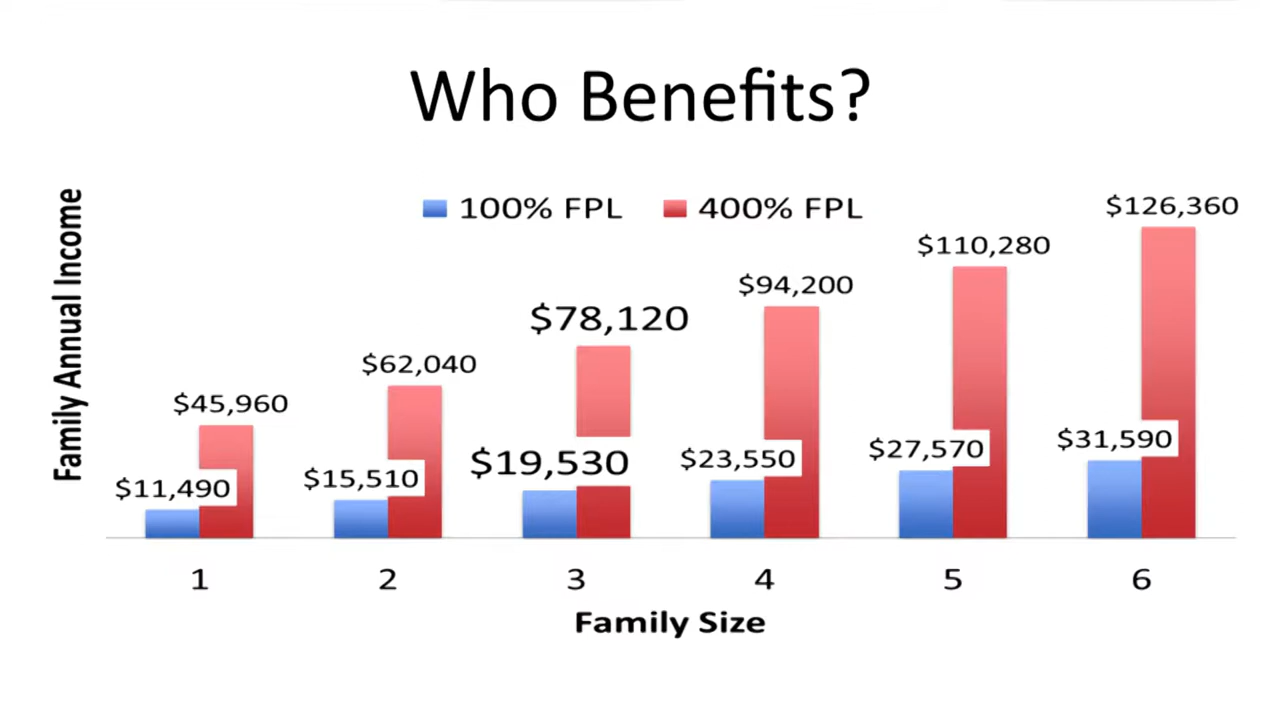 Who Benefits?
Family Annual Income
100% FPL 400% FPL
$126,360
$110,280
$94,200
$78,120
$62,040
$45,960
$31,590
$27,570
$23,550
$19,530
$15,510
$11,490
1 2 3 4 5 6
Family Size